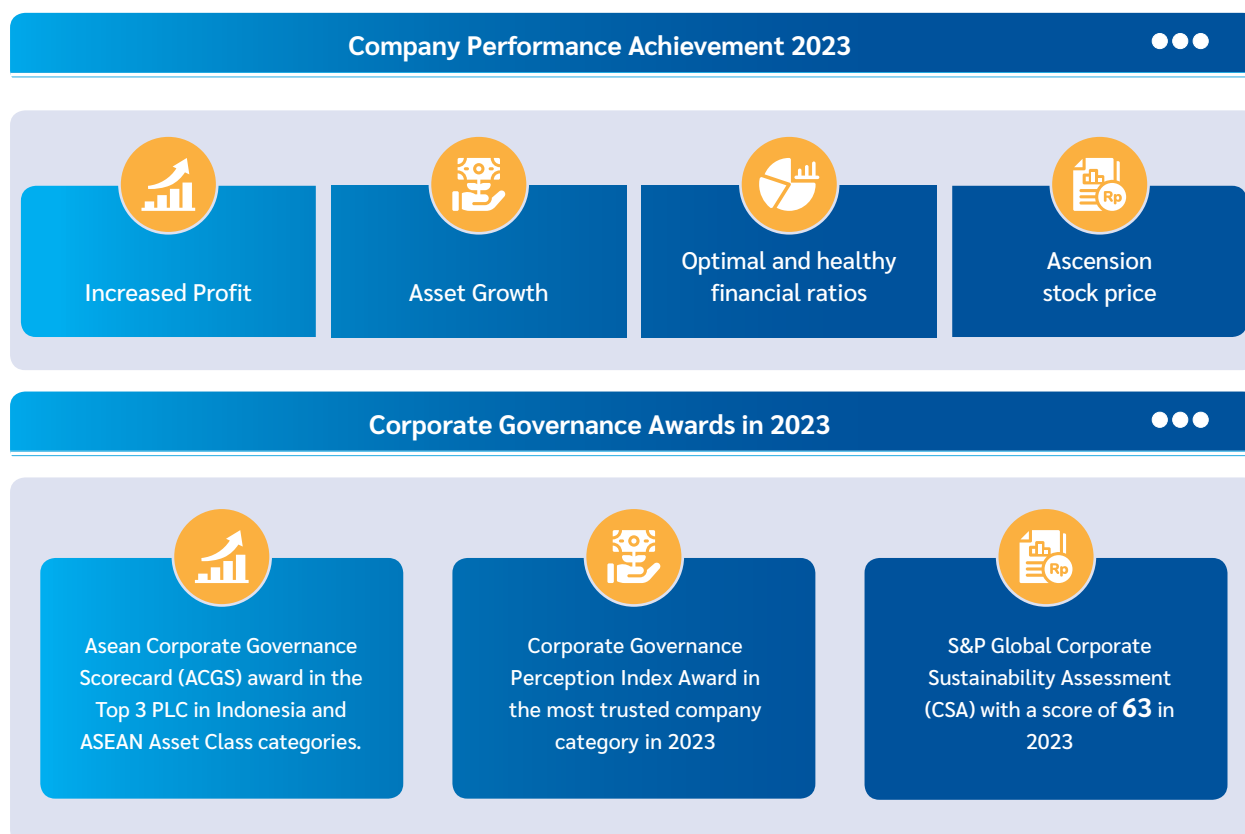 Company Performance Achievement 2023
Increased Profit
Asset Growth
Optimal and healthy
financial ratios
Rp
Ascension
stock price
Corporate Governance Awards in 2023
Asean Corporate Governance
Scorecard (ACGS) award in the
Top 3 PLC in Indonesia and
ASEAN Asset Class categories.
Corporate Governance
Perception Index Award in
the most trusted company
category in 2023
Rp
S&P Global Corporate
Sustainability Assessment
(CSA) with a score of 63 in
2023